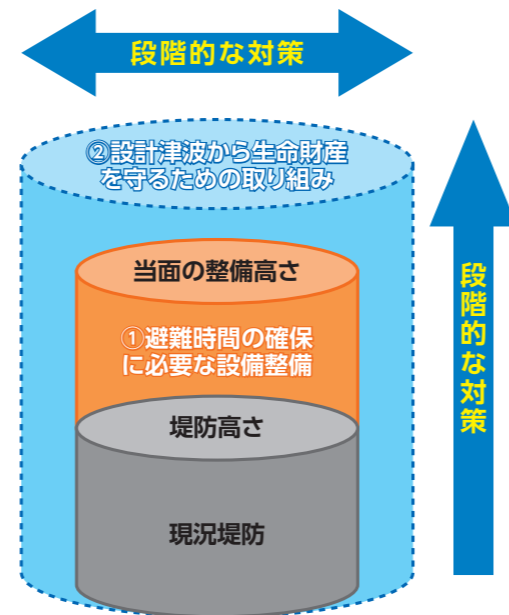 段階的な対策
②設計津波から生命財産
を守るための取り組み
当面の整備高さ
①避難時間の確保
に必要な設備整備
堤防高さ
現況堤防
段階的な対策